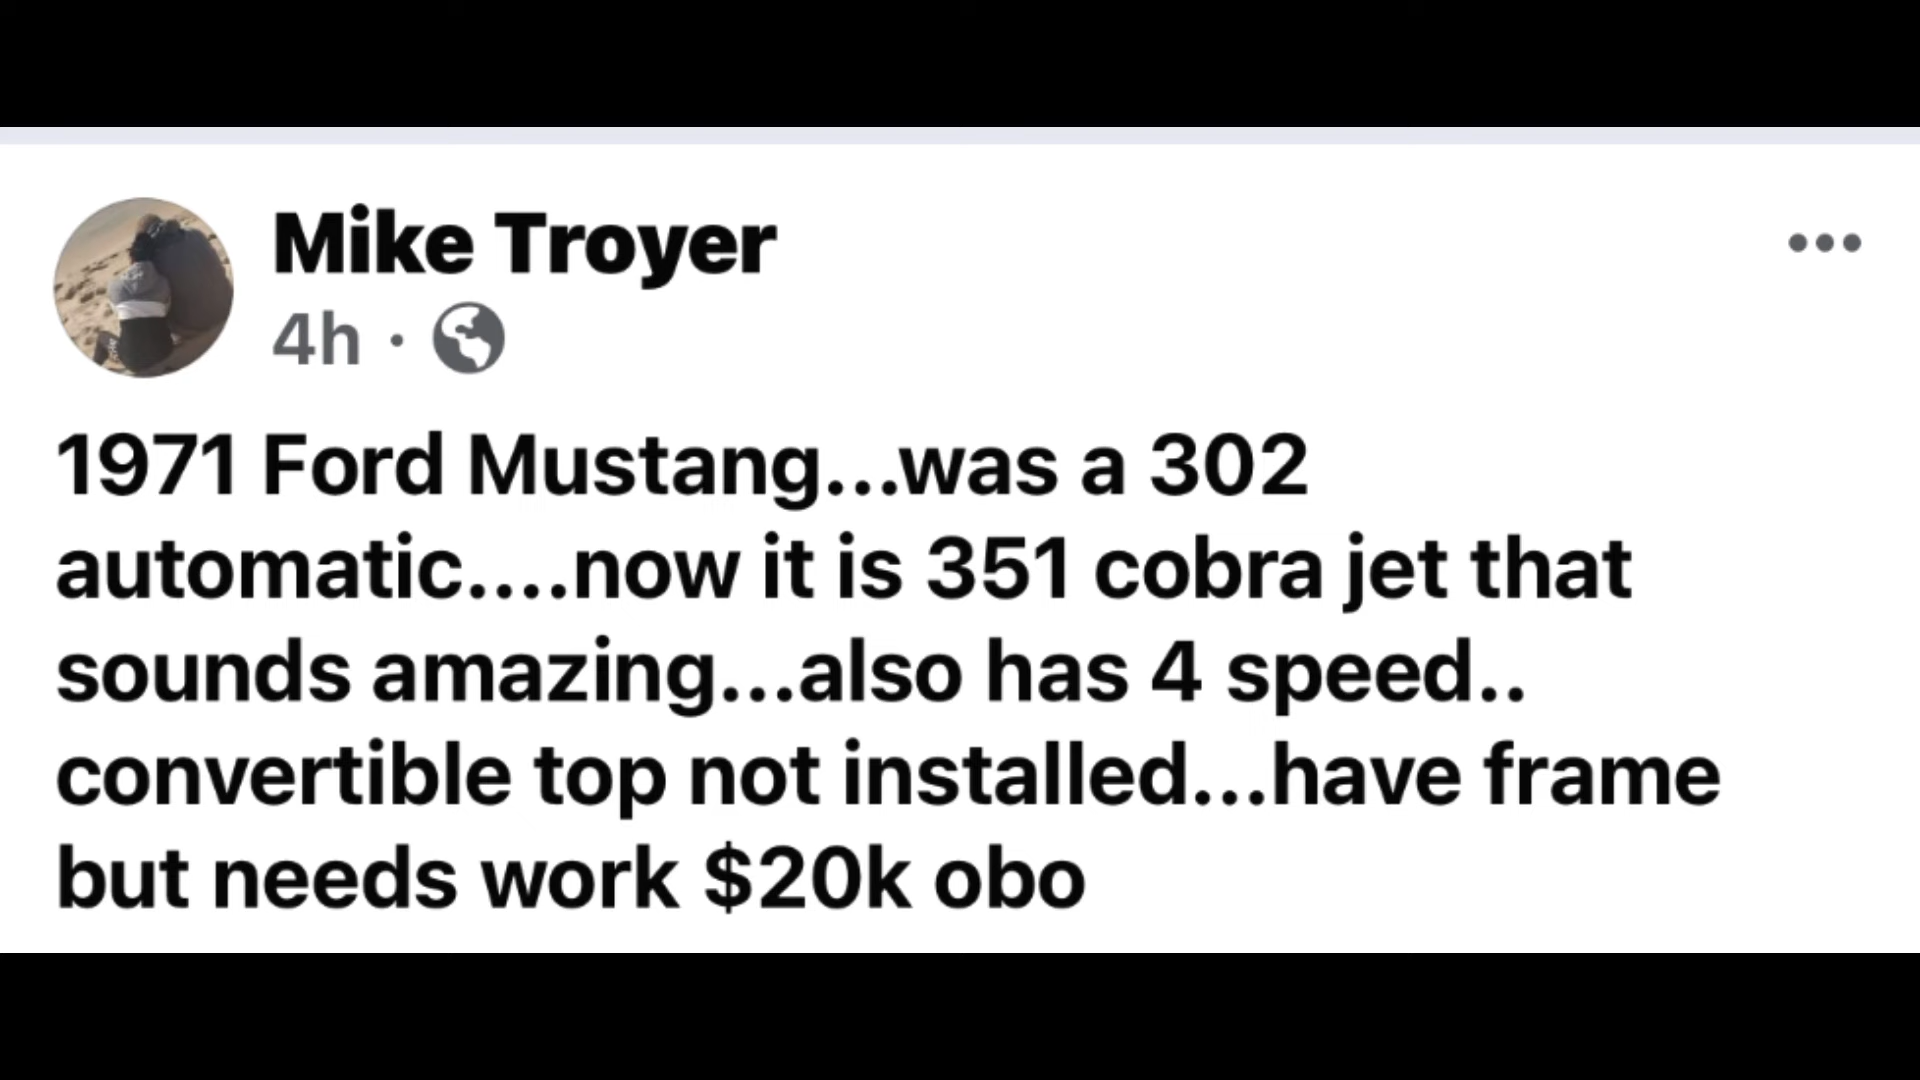 Mike Troyer
4h ·
1971 Ford Mustang...was a 302
automatic....now it is 351 cobra jet that
sounds amazing...also has 4 speed..
convertible top not installed...have frame
but needs work $20k obo